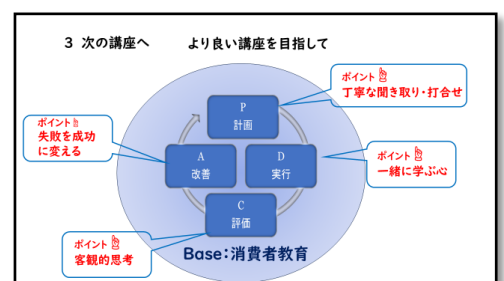 3 次の講座へ より良い講座を目指して
ポイント☝
丁寧な聞き取り・打合せ
P
計画
ポイント☝
失敗を成功
に変える
A
改善
D
実行
ポイント☝
一緒に学ぶ心
C
評価
ポイント☝
客観的思考
Base:消費者教育